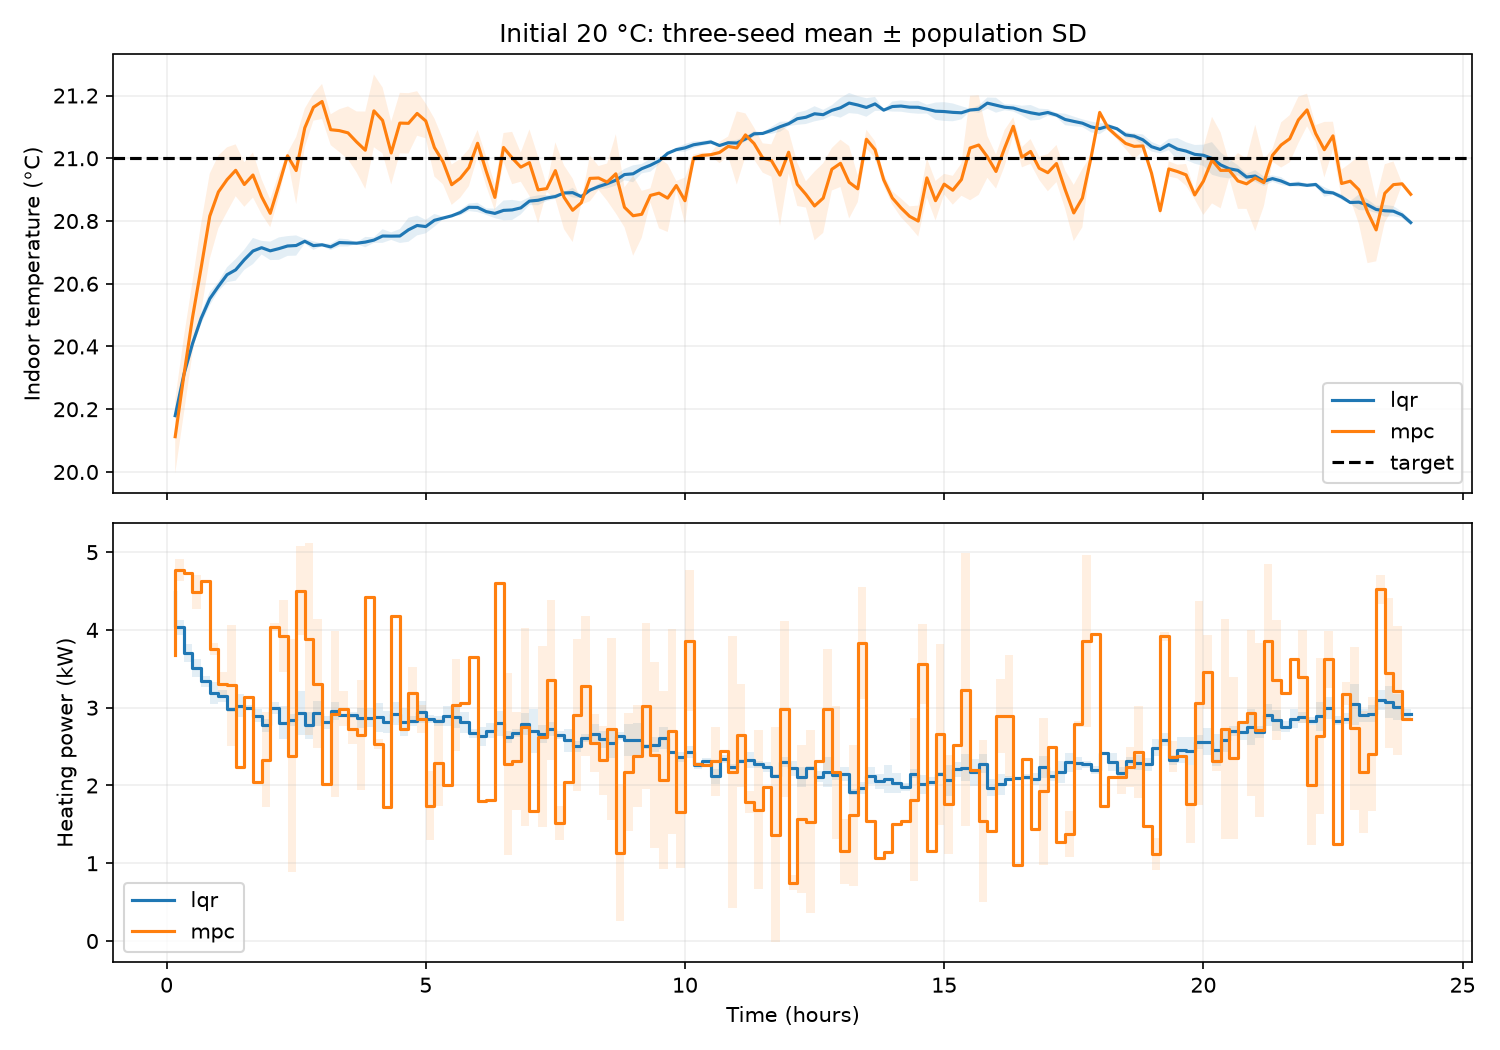 Initial 20 °C: three-seed mean ± population SD
Indoor temperature (°C)
21.2
21.0
20.8
20.6
20.4
20.2
20.0
lqr
mpc
target
Heating power (kW)
5
4
3
2
1
0
lqr
mpc
0
5
10
15
20
25
Time (hours)